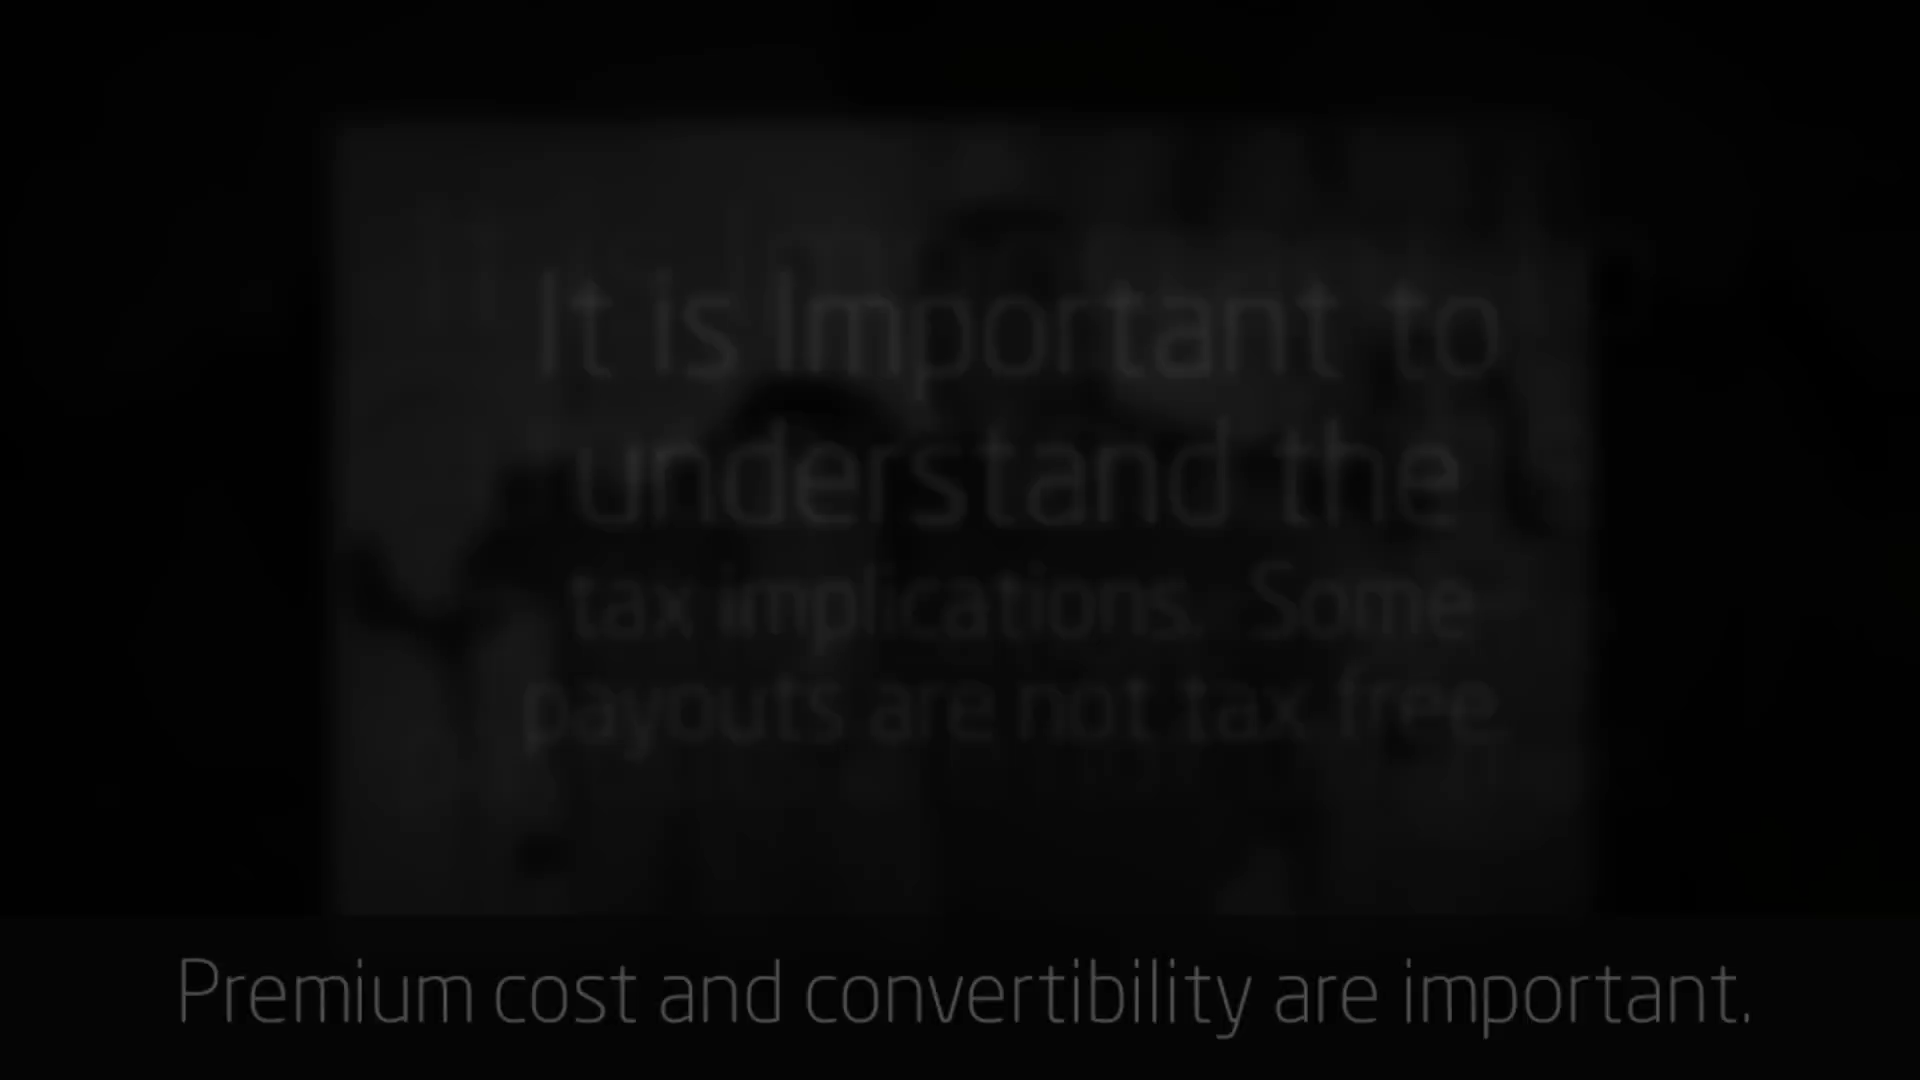 It is Important to
understand the
tax implications. Some
payouts are not tax free
Premium cost and convertibility are important.